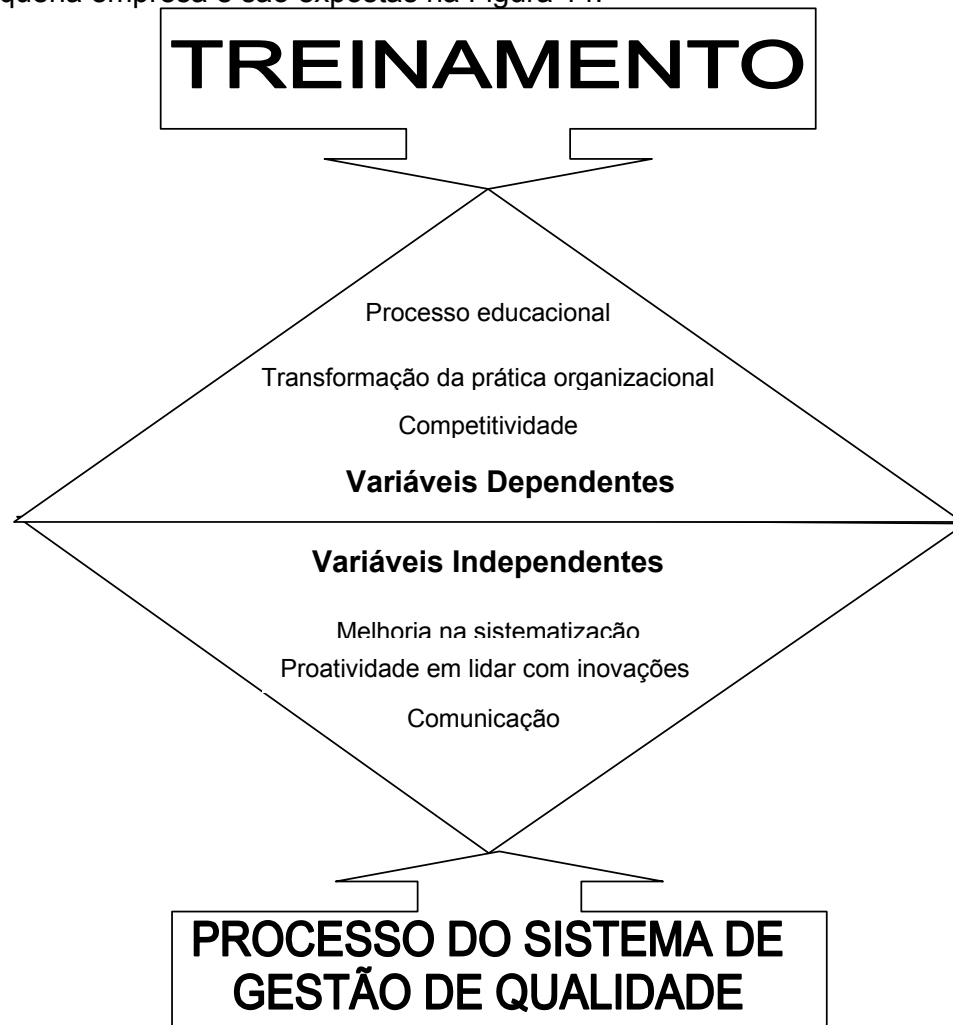 empresa e são expostas na Figura
TREINAMENTO
Processo educacional
Transformação da prática organizacional
Competitividade
Variáveis Dependentes
Variáveis Independentes
Melhoria na sistematização
Proatividade em lidar com inovações
Comunicação
PROCESSO DO SISTEMA DE
GESTÃO DE QUALIDADE